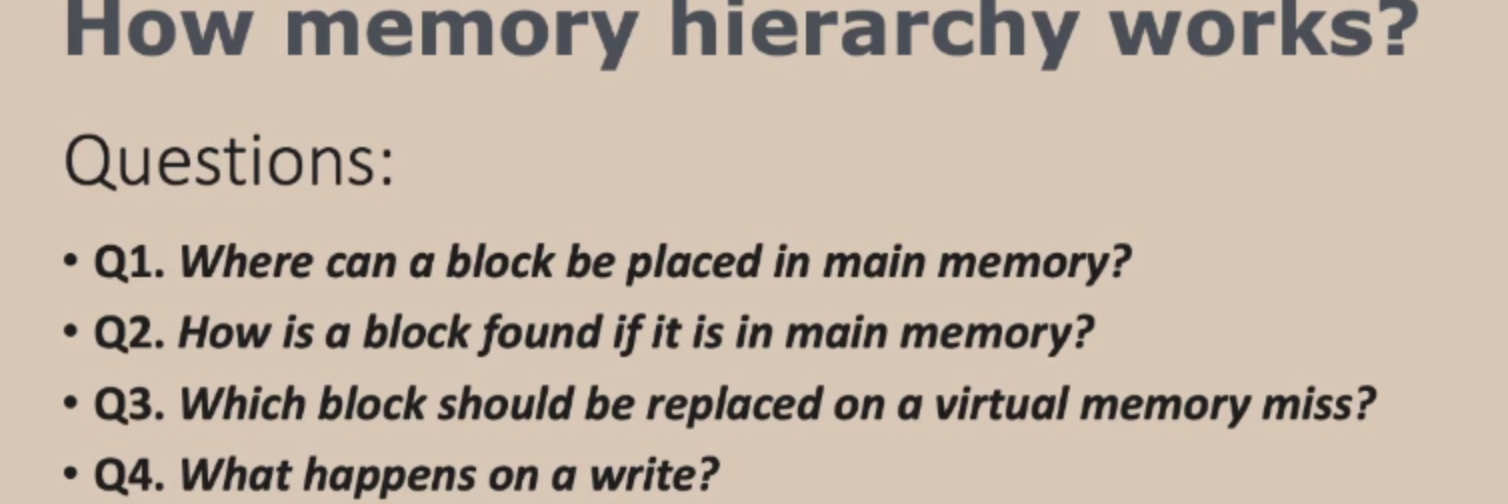 How memory hierarchy works?
Questions:
• Q1. Where can a block be placed in main memory?
• Q2. How is a block found if it is in main memory?
• Q3. Which block should be replaced on a virtual memory miss?
• Q4. What happens on a write?